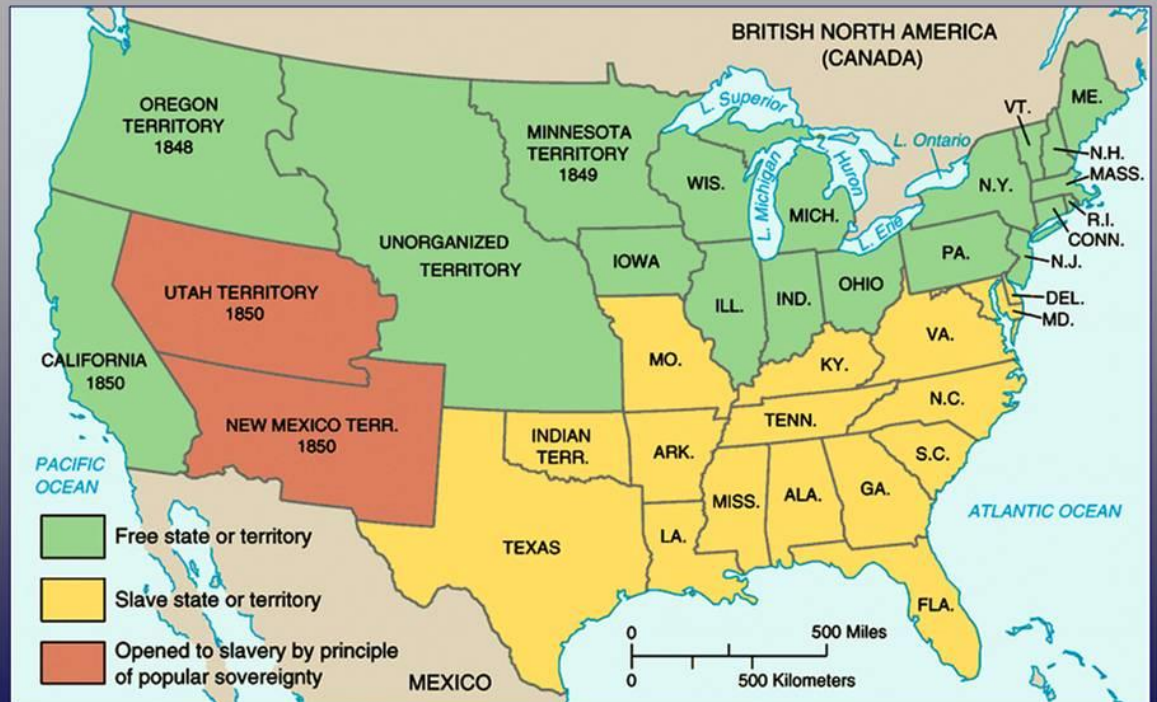 BRITISH NORTH AMERICA
(CANADA)
OREGON
TERRITORY
1848
MINNESOTA
TERRITORY
1849
L. Superior
L. Michigan
L. Huron
L. Ontario
L. Erie
VT.
ME.
N.H.
MASS.
N.Y.
R.I.
CONN.
WIS.
MICH.
UNORGANIZED
TERRITORY
IOWA
PA.
N.J.
UTAH TERRITORY
1850
ILL.
IND.
OHIO
DEL.
MD.
CALIFORNIA
1850
MO.
KY.
VA.
NEW MEXICO TERR.
1850
INDIAN
TERR.
ARK.
TENN.
N.C.
S.C.
PACIFIC
OCEAN
TEXAS
LA.
MISS.
ALA.
GA.
ATLANTIC OCEAN
FLA.
Free state or territory
Slave state or territory
Opened to slavery by principle
of popular sovereignty
MEXICO
0 500 Miles
0 500 Kilometers